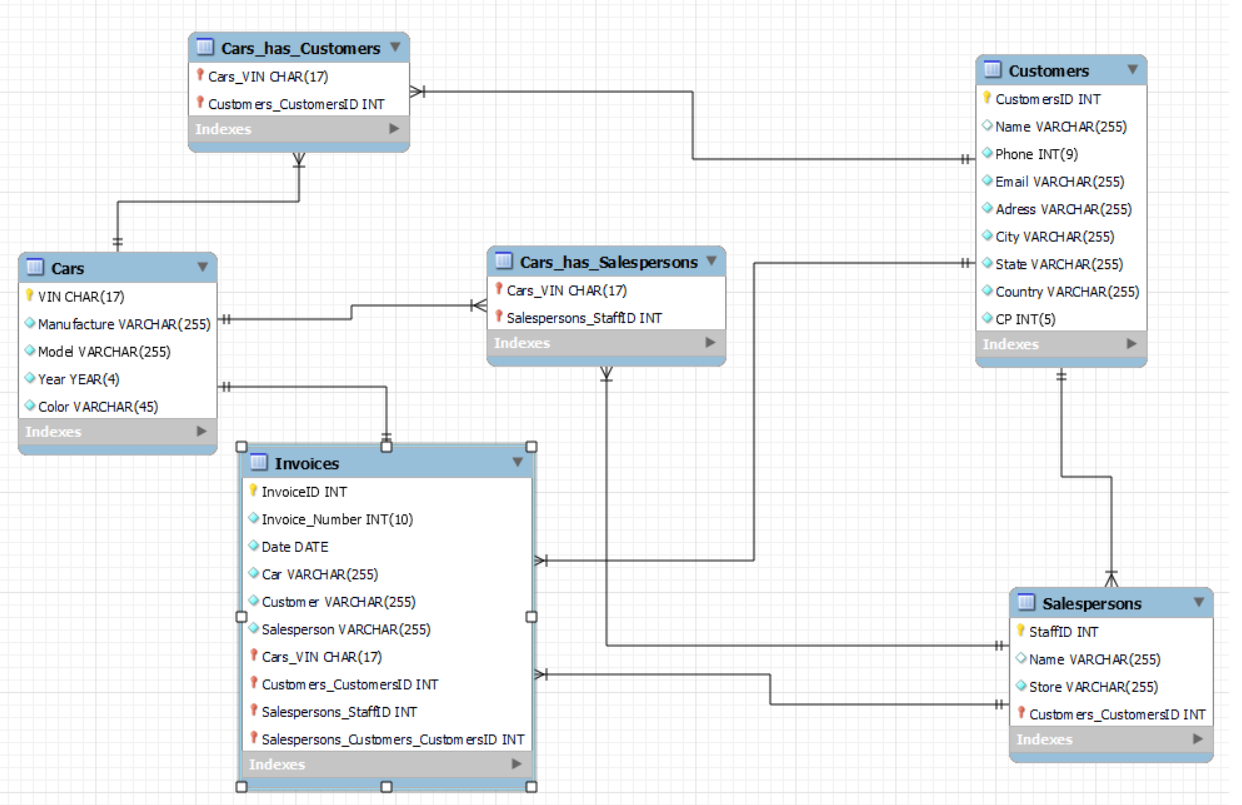 Cars_has_Customers
Cars_VIN CHAR(17)
Customers_CustomersID INT
Indexes
Customers
CustomersID INT
Name VARCHAR(255)
Phone INT(9)
Email VARCHAR(255)
Adress VARCHAR(255)
City VARCHAR(255)
State VARCHAR(255)
Country VARCHAR(255)
CP INT(5)
Indexes
Cars
VIN CHAR(17)
Manufacture VARCHAR(255)
Model VARCHAR(255)
Year YEAR(4)
Color VARCHAR(45)
Indexes
Cars_has_Salespersons
Cars_VIN CHAR(17)
Salespersons_StaffID INT
Indexes
Invoices
InvoiceID INT
Invoice_Number INT(10)
Date DATE
Car VARCHAR(255)
Customer VARCHAR(255)
Salesperson VARCHAR(255)
Cars_VIN CHAR(17)
Customers_CustomersID INT
Salespersons_StaffID INT
Salespersons_Customers_CustomersID INT
Indexes
Salespersons
StaffID INT
Name VARCHAR(255)
Store VARCHAR(255)
Customers_CustomersID INT
Indexes